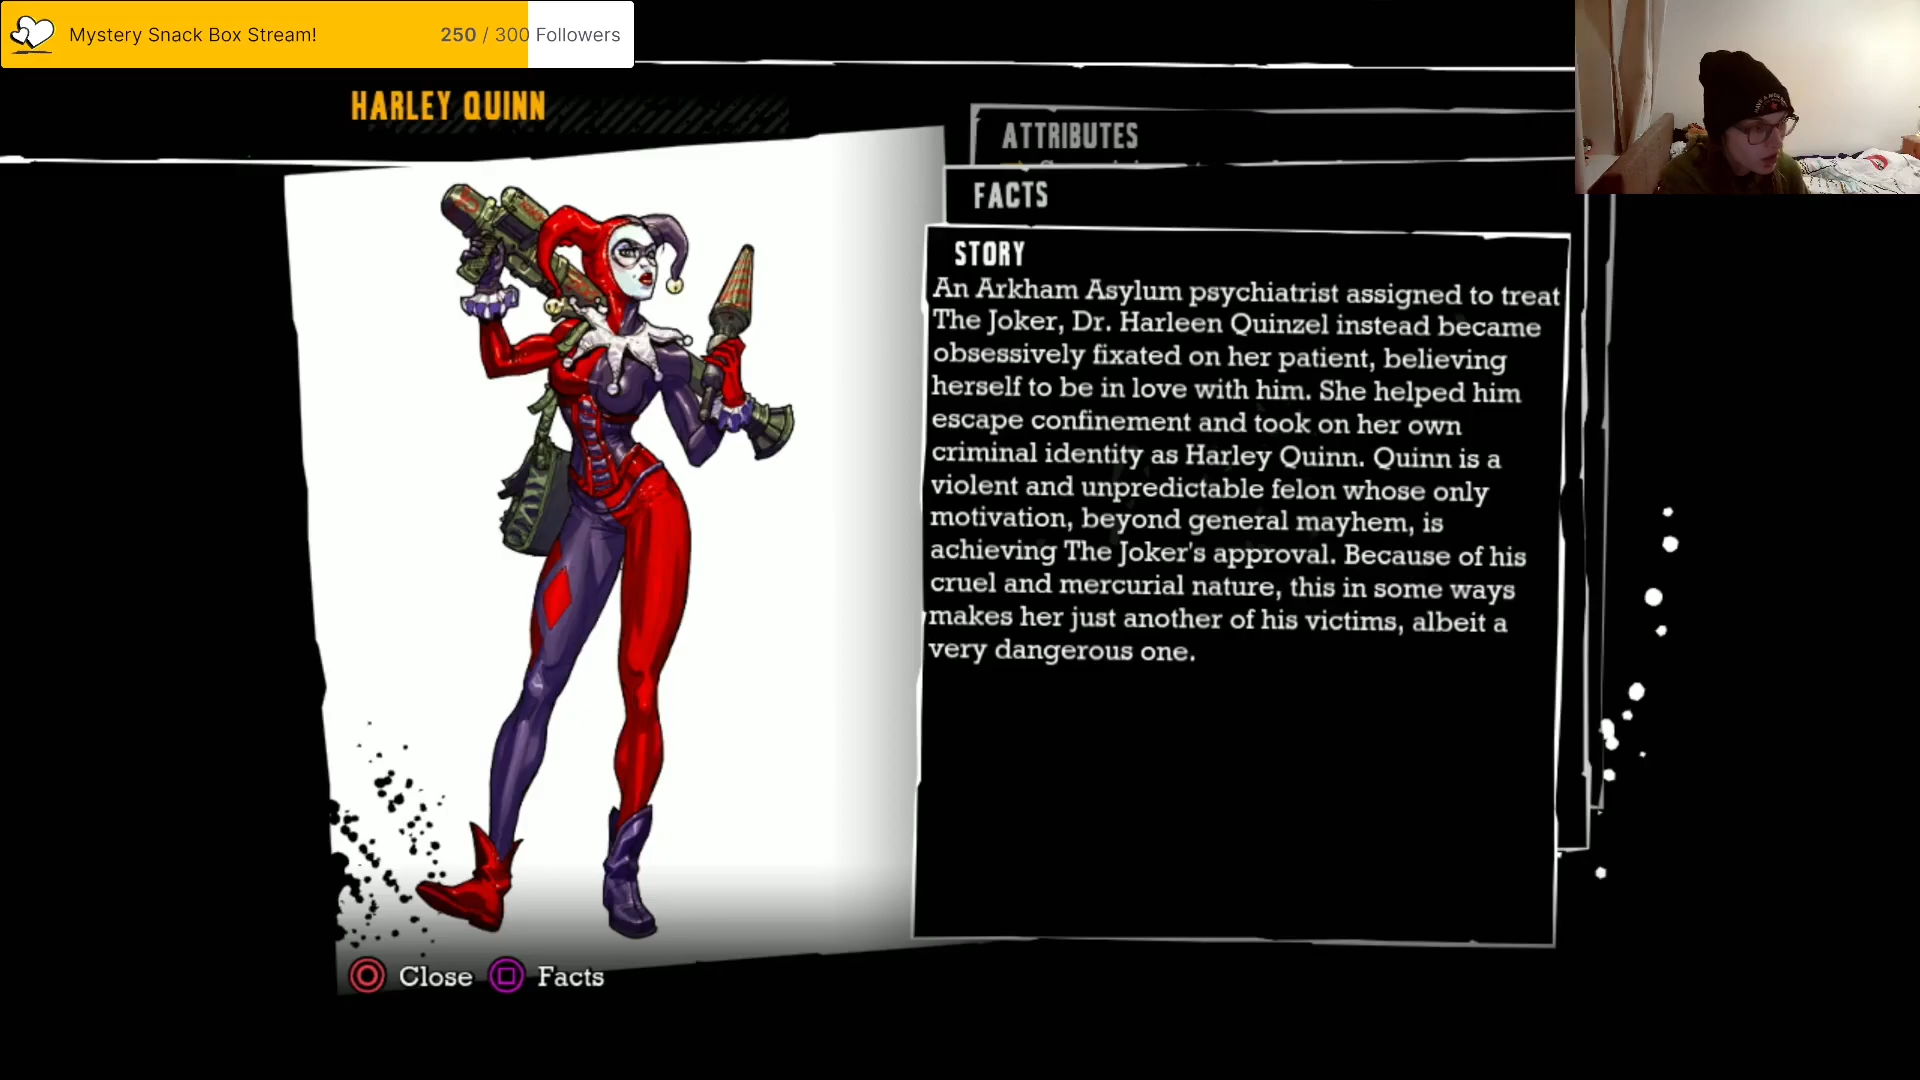 Mystery Snack Box Stream! 250 / 300 Followers
HARLEY QUINN
ATTRIBUTES
FACTS
STORY
An Arkham Asylum psychiatrist assigned to treat
The Joker, Dr. Harleen Quinzel instead became
obsessively fixated on her patient, believing
herself to be in love with him. She helped him
escape confinement and took on her own
criminal identity as Harley Quinn. Quinn is a
violent and unpredictable felon whose only
motivation, beyond general mayhem, is
achieving The Joker's approval. Because of his
cruel and mercurial nature, this in some ways
makes her just another of his victims, albeit a
very dangerous one.
Close Facts